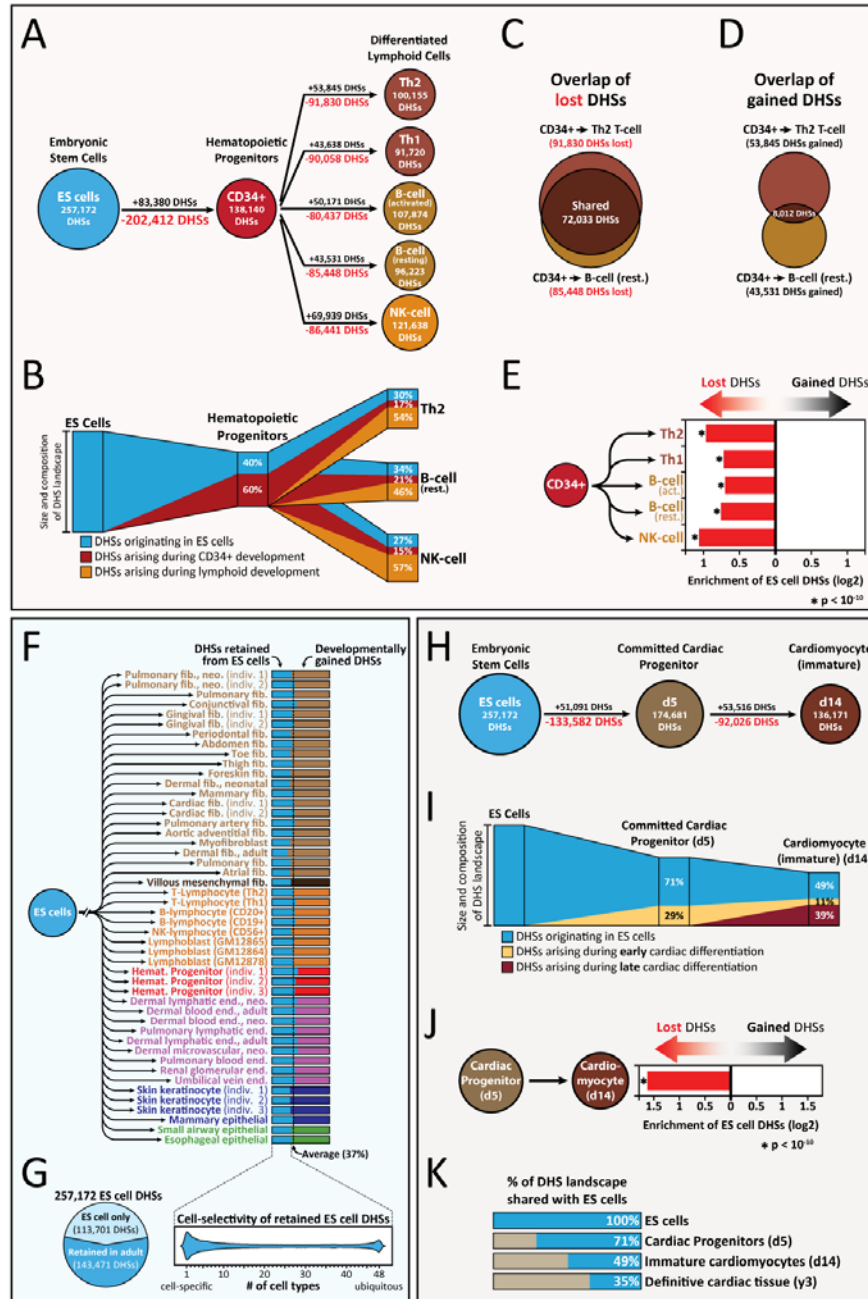 A
Differentiated
Lymphoid Cells
Embryonic
Stem Cells
Hematopoietic
Progenitors
ES cells
257,172
DHSs
+83,380 DHSs
-202,412 DHSs
CD34+
138,140
DHSs
+53,845 DHSs
-91,830 DHSs
Th2
100,155
DHSs
+43,638 DHSs
-90,058 DHSs
Th1
91,720
DHSs
+50,171 DHSs
-80,437 DHSs
B-cell
(activated)
107,874
DHSs
+43,531 DHSs
-85,448 DHSs
B-cell
(resting)
96,223
DHSs
+69,939 DHSs
-86,441 DHSs
NK-cell
121,638
DHSs
C
Overlap of
lost DHSs
CD34+ → Th2 T-cell
(91,830 DHSs lost)
Shared
72,033 DHSs
CD34+ → B-cell (rest.)
(85,448 DHSs lost)
D
Overlap of
gained DHSs
CD34+ → Th2 T-cell
(53,845 DHSs gained)
8,012 DHSs
CD34+ → B-cell (rest.)
(43,531 DHSs gained)
B
Size and composition
of DHS landscape
ES Cells
Hematopoietic
Progenitors
40%
60%
30%
17%
54%
Th2
34%
21%
46%
B-cell
(rest.)
27%
15%
57%
NK-cell
DHSs originating in ES cells
DHSs arising during CD34+ development
DHSs arising during lymphoid development
E
Lost DHSs
Gained DHSs
CD34+
Th2
*
Th1
*
B-cell
(act.)
*
B-cell
(rest.)
*
NK-cell
*
1 0.5 0 0.5 1
Enrichment of ES cell DHSs (log2)
* p < 10⁻¹⁰
F
DHSs retained
from ES cells
Developmentally
gained DHSs
ES cells
Pulmonary fib., neo. (indiv. 1)
Pulmonary fib., neo. (indiv. 2)
Pulmonary fib.
Conjunctival fib.
Gingival fib. (indiv. 1)
Gingival fib. (indiv. 2)
Periodontal fib.
Abdomen fib.
Toe fib.
Thigh fib.
Foreskin fib.
Dermal fib., neonatal
Mammary fib.
Cardiac fib. (indiv. 1)
Cardiac fib. (indiv. 2)
Pulmonary artery fib.
Aortic adventitial fib.
Myofibroblast
Dermal fib., adult
Pulmonary fib.
Atrial fib.
Villous mesenchymal fib.
T-Lymphocyte (Th2)
T-Lymphocyte (Th1)
B-lymphocyte (CD20+)
B-lymphocyte (CD19+)
NK-lymphocyte (CD56+)
Lymphoblast (GM12865)
Lymphoblast (GM12864)
Lymphoblast (GM12878)
Hemat. Progenitor (indiv. 1)
Hemat. Progenitor (indiv. 2)
Hemat. Progenitor (indiv. 3)
Dermal lymphatic end., neo.
Dermal blood end., adult
Dermal blood end., neo.
Pulmonary lymphatic end.
Dermal lymphatic end., adult
Dermal microvascular, neo.
Pulmonary blood end.
Renal glomerular end.
Umbilical vein end.
Skin keratinocyte (indiv. 1)
Skin keratinocyte (indiv. 2)
Skin keratinocyte (indiv. 3)
Mammary epithelial
Small airway epithelial
Esophageal epithelial
Average (37%)
G
257,172 ES cell DHSs
ES cell only
(113,701 DHSs)
Retained in adult
(143,471 DHSs)
Cell-selectivity of retained ES cell DHSs
1 10 20 30 40 48
cell-specific # of cell types ubiquitous
H
Embryonic
Stem Cells
Committed Cardiac
Progenitor
Cardiomyocyte
(immature)
ES cells
257,172
DHSs
+51,091 DHSs
-133,582 DHSs
d5
174,681
DHSs
+53,516 DHSs
-92,026 DHSs
d14
136,171
DHSs
I
Size and composition
of DHS landscape
ES Cells
Committed Cardiac
Progenitor (d5)
Cardiomyocyte
(immature) (d14
71%
29%
49%
11%
39%
DHSs originating in ES cells
DHSs arising during early cardiac differentiation
DHSs arising during late cardiac differentiation
J
Lost DHSs
Gained DHSs
Cardiac
Progenitor
(d5)
Cardio-
myocyte
(d14)
*
1.5 1 0.5 0 0.5 1 1.5
Enrichment of ES cell DHSs (log2)
* p < 10⁻¹⁰
K
% of DHS landscape
shared with ES cells
100% ES cells
71% Cardiac Progenitors (d5)
49% Immature cardiomyocytes (d14)
35% Definitive cardiac tissue (y3)